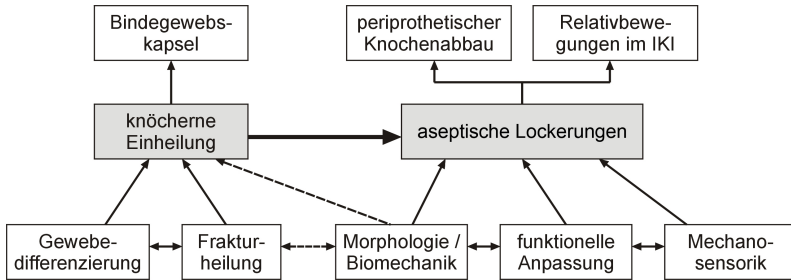 Bindegewebs-
kapsel
periprothetischer
Knochenabbau
Relativbewe-
gungen im IKI
knöcherne
Einheilung
aseptische Lockerungen
Gewebe-
differenzierung
Fraktur-
heilung
Morphologie /
Biomechanik
funktionelle
Anpassung
Mechano-
sensorik